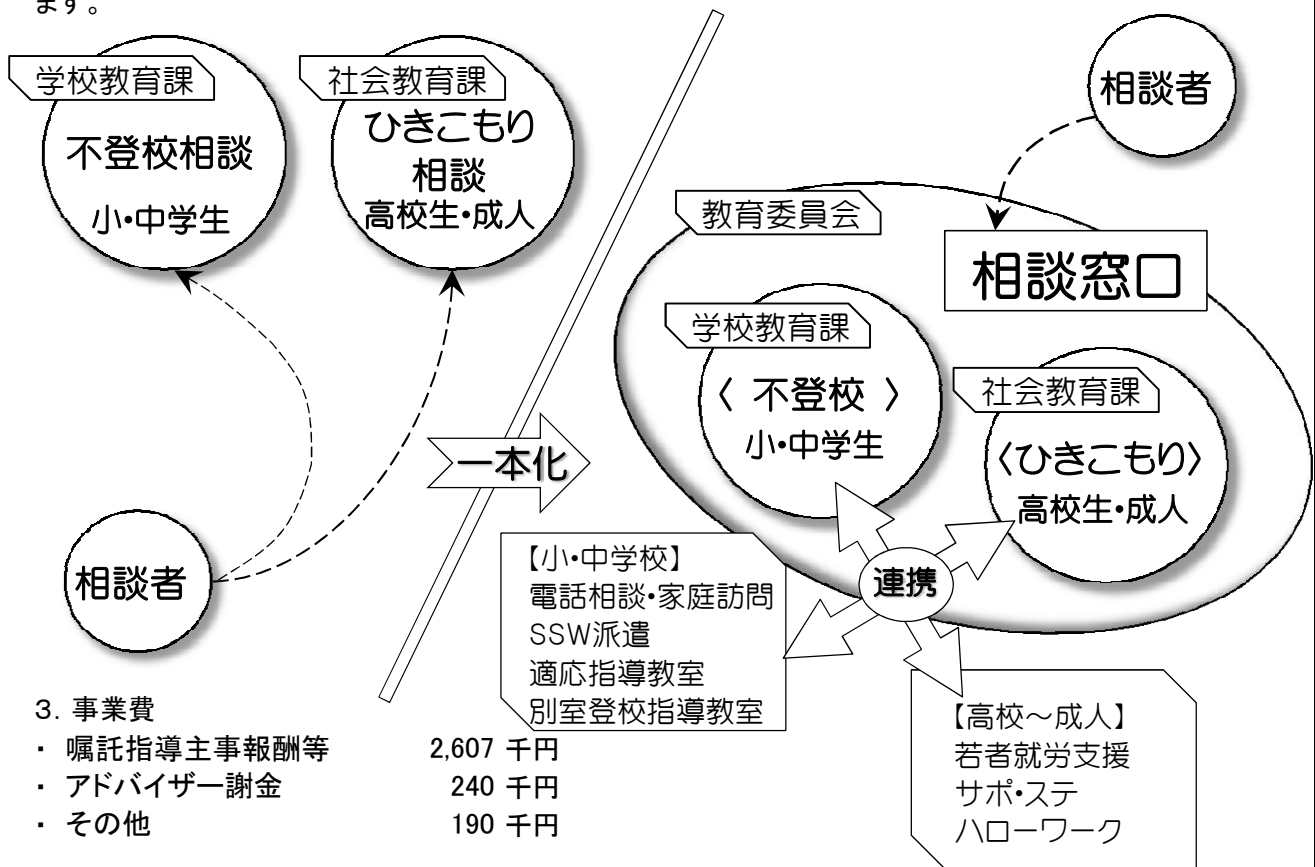 ます。
学校教育課
不登校相談
小・中学生
社会教育課
ひきこもり
相談
高校生・成人
相談者
一本化
相談者
教育委員会
相談窓口
学校教育課
〈 不登校 〉
小・中学生
社会教育課
〈ひきこもり〉
高校生・成人
連携
【小・中学校】
電話相談・家庭訪問
SSW派遣
適応指導教室
別室登校指導教室
【高校～成人】
若者就労支援
サポ・ステ
ハローワーク
3. 事業費
・ 嘱託指導主事報酬等 2,607 千円
・ アドバイザー謝金 240 千円
・ その他 190 千円